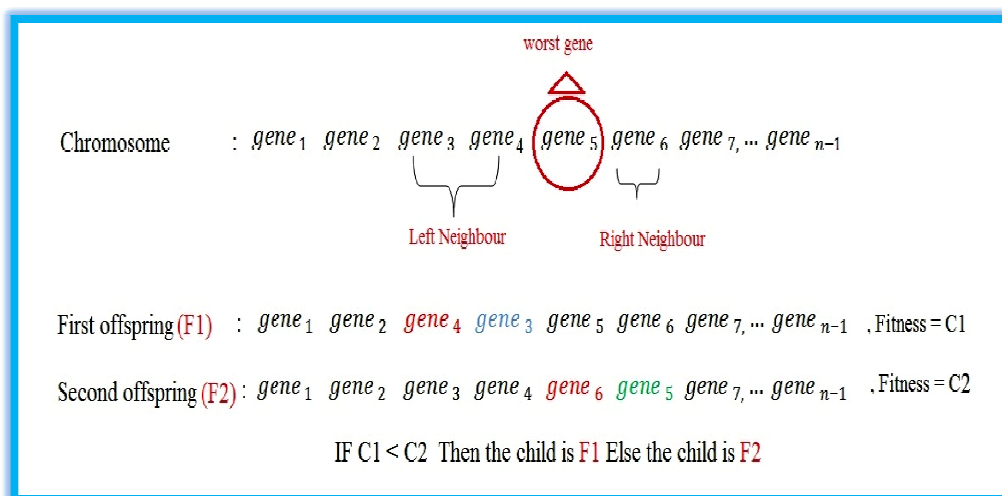 worst gene
Chromosome : gene 1 gene 2 gene 3 gene 4 gene 5 gene 6 gene 7, ... gene n−1
Left Neighbour Right Neighbour
First offspring (F1) : gene 1 gene 2 gene 4 gene 3 gene 5 gene 6 gene 7, ... gene n−1 , Fitness = C1
Second offspring (F2) : gene 1 gene 2 gene 3 gene 4 gene 6 gene 5 gene 7, ... gene n−1 , Fitness = C2
IF C1 < C2 Then the child is F1 Else the child is F2